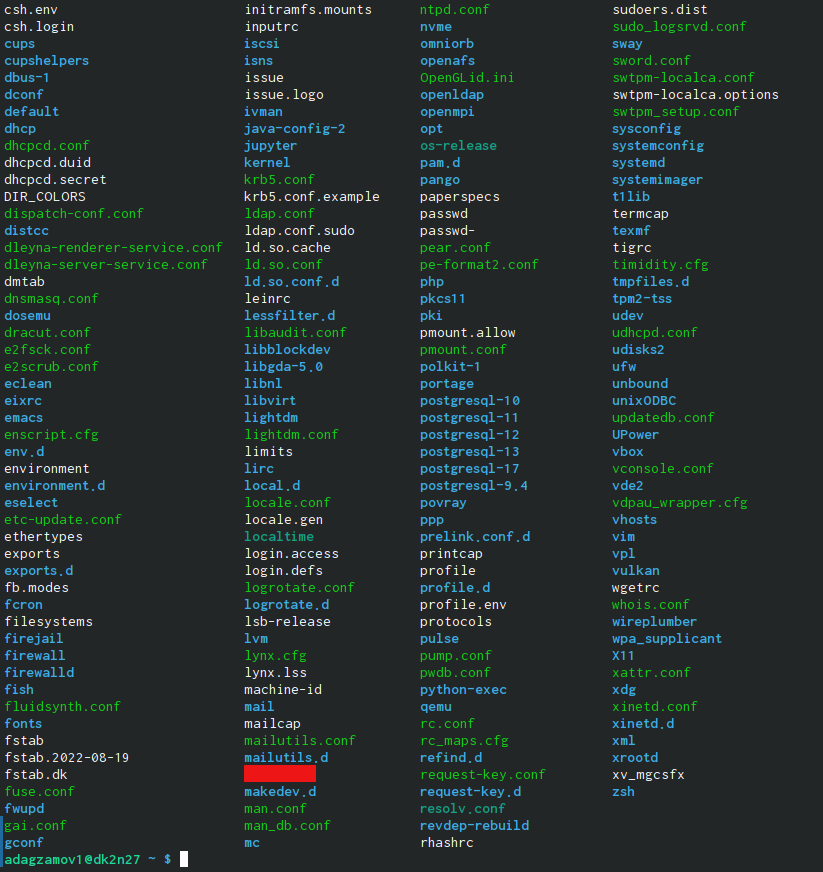 csh.env initramfs.mounts ntpd.conf sudoers.dist
csh.login inputrc nvme sudo_logsrvd.conf
cups iscsi omniorb sway
cupshelpers isns openafs sword.conf
dbus-1 issue OpenGLid.ini swtpm-localca.conf
dconf issue.logo openldap swtpm-localca.options
default ivman openmpi swtpm_setup.conf
dhcp java-config-2 opt sysconfig
dhcpcd.conf jupyter os-release systemconfig
dhcpcd.duid kernel pam.d systemd
dhcpcd.secret krb5.conf pango systemimager
DIR_COLORS krb5.conf.example paperspecs t1lib
dispatch-conf.conf ldap.conf passwd termcap
distcc ldap.conf.sudo passwd- texmf
dleyna-renderer-service.conf ld.so.cache pear.conf tigrc
dleyna-server-service.conf ld.so.conf pe-format2.conf timidity.cfg
dmtab ld.so.conf.d php tmpfiles.d
dnsmasq.conf leinrc pkcs11 tpm2-tss
dosemu lessfilter.d pki udev
dracut.conf libaudit.conf pmount.allow udhcpd.conf
e2fsck.conf libblockdev pmount.conf udisks2
e2scrub.conf libgda-5.0 polkit-1 ufw
eclean libnl portage unbound
eixrc libvirt postgresql-10 unixODBC
emacs lightdm postgresql-11 updatedb.conf
enscript.cfg lightdm.conf postgresql-12 UPower
env.d limits postgresql-13 vbox
environment lirc postgresql-17 vconsole.conf
environment.d local.d postgresql-9.4 vde2
eselect locale.conf povray vdpau_wrapper.cfg
etc-update.conf locale.gen ppp vhosts
ethertypes localtime prelink.conf.d vim
exports login.access printcap vpl
exports.d login.defs profile vulkan
fb.modes logrotate.conf profile.d wgetrc
fcron logrotate.d profile.env whois.conf
filesystems lsb-release protocols wireplumber
firejail lvm pulse wpa_supplicant
firewall lynx.cfg pump.conf X11
firewalld lynx.lss pwdb.conf xattr.conf
fish machine-id python-exec xdg
fluidsynth.conf mail qemu xinetd.conf
fonts mailcap rc.conf xinetd.d
fstab mailutils.conf rc_maps.cfg xml
fstab.2022-08-19 mailutils.d refind.d xrootd
fstab.dk request-key.conf xv_mgcsfx
fuse.conf makedev.d request-key.d zsh
fwupd man.conf resolv.conf
gai.conf man_db.conf revdep-rebuild
gconf mc rhashrc
adagzamov1@dk2n27 ~ $